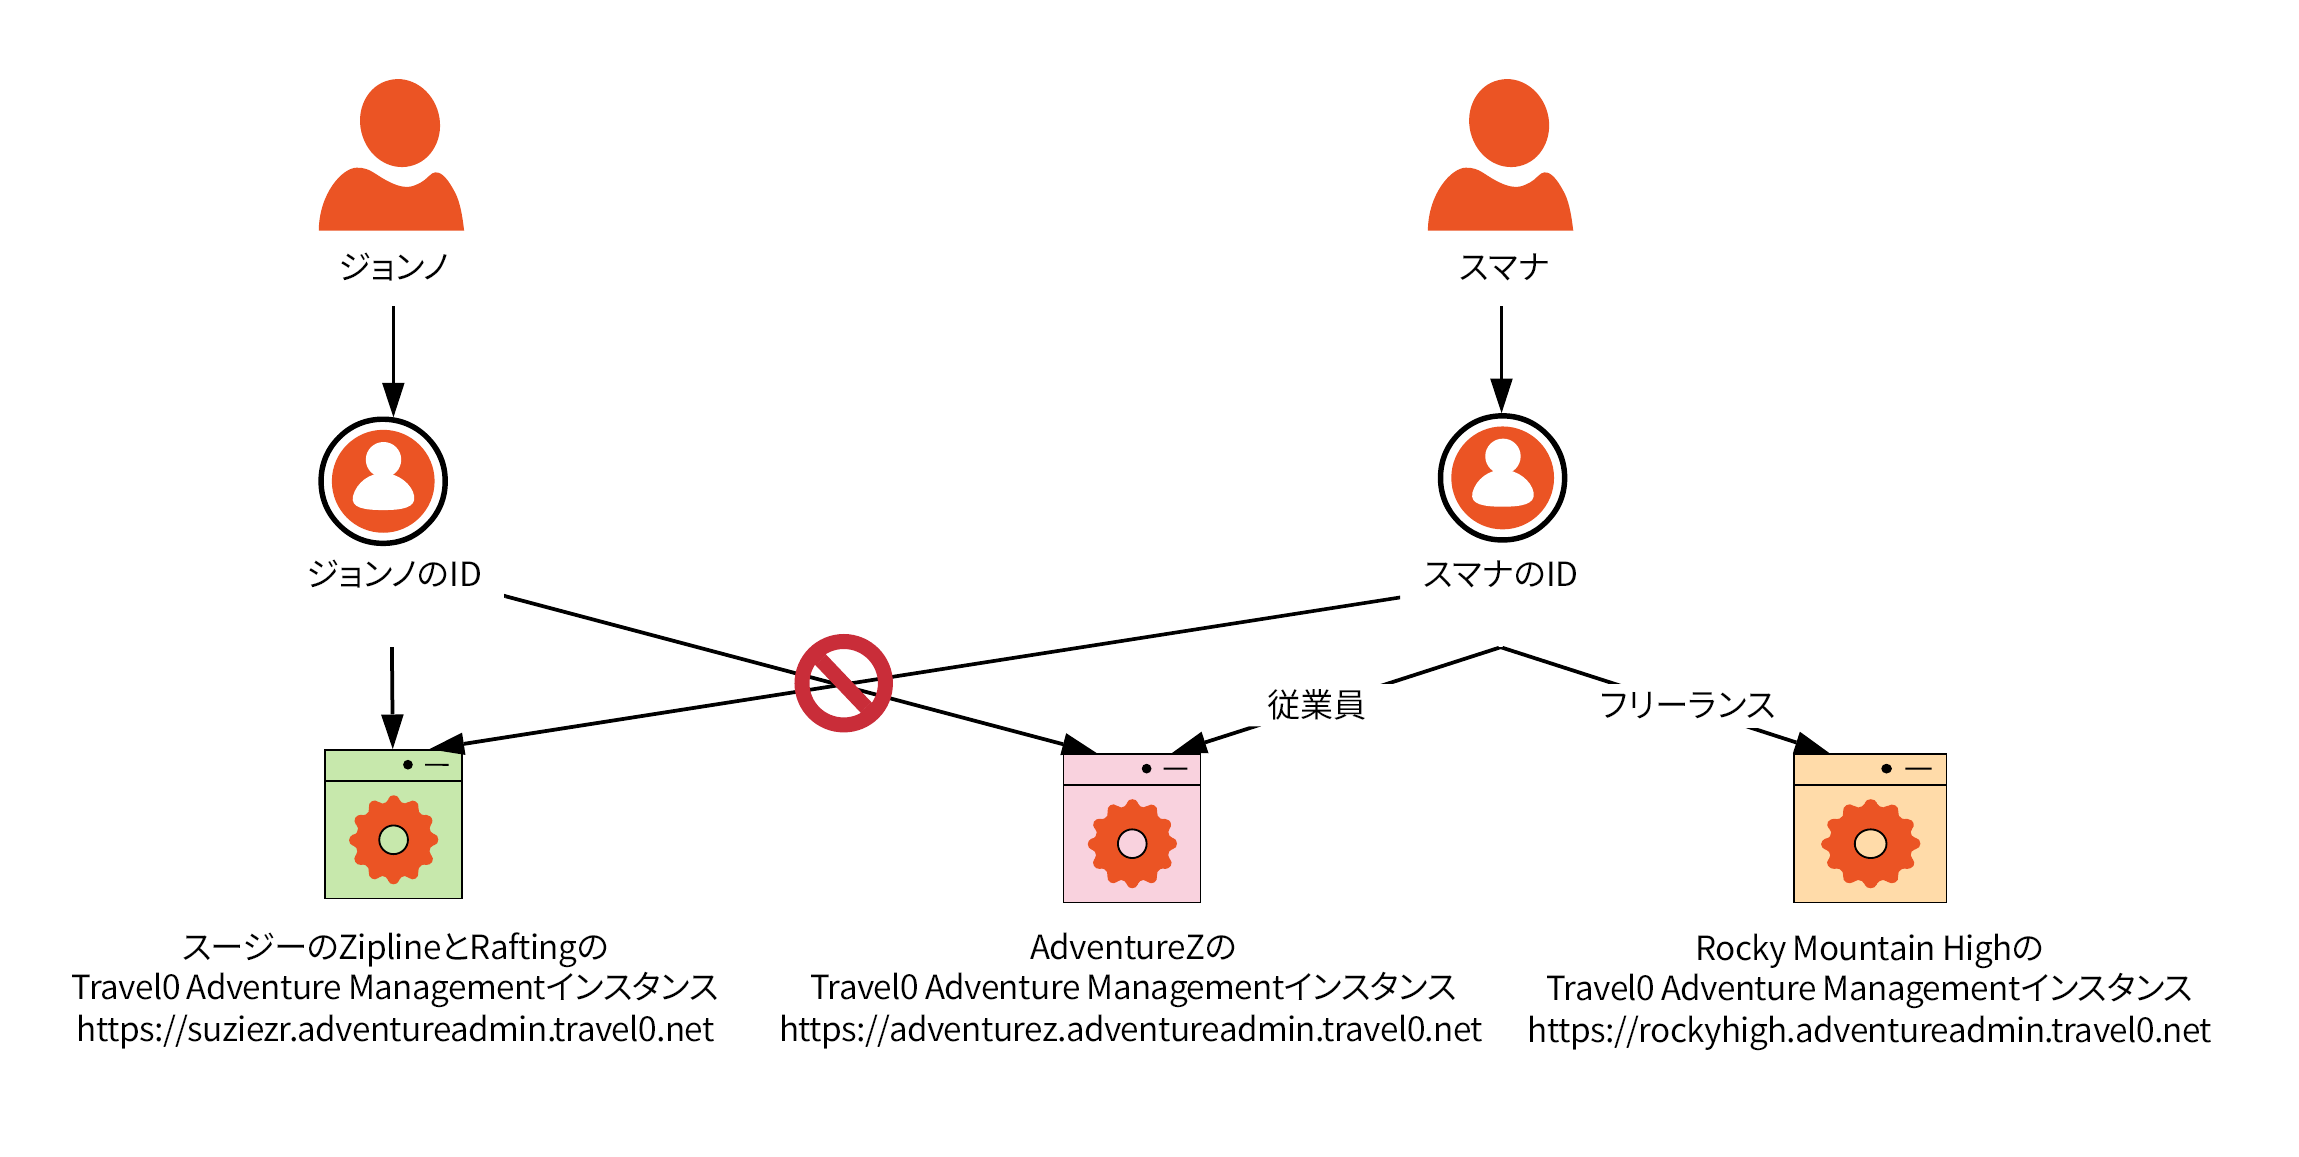 ジョンノ
スマナ
ジョンノのID
スマナのID
従業員
フリーランス
スージーのZiplineとRaftingの
Travel0 Adventure Managementインスタンス
https://suziezr.adventureadmin.travel0.net
AdventureZの
Travel0 Adventure Managementインスタンス
https://adventurez.adventureadmin.travel0.net
Rocky Mountain Highの
Travel0 Adventure Managementインスタンス
https://rockyhigh.adventureadmin.travel0.net